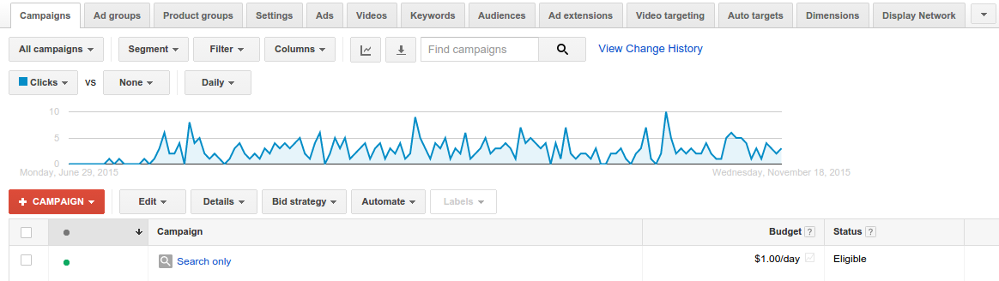 Campaigns Ad groups Product groups Settings Ads Videos Keywords Audiences Ad extensions Video targeting Auto targets Dimensions Display Network
All campaigns Segment Filter Columns Find campaigns View Change History
Clicks vs None Daily
10
5
0
Monday, June 29, 2015 Wednesday, November 18, 2015
+ CAMPAIGN Edit Details Bid strategy Automate Labels
Campaign Budget ? Status ?
Search only $1.00/day Eligible